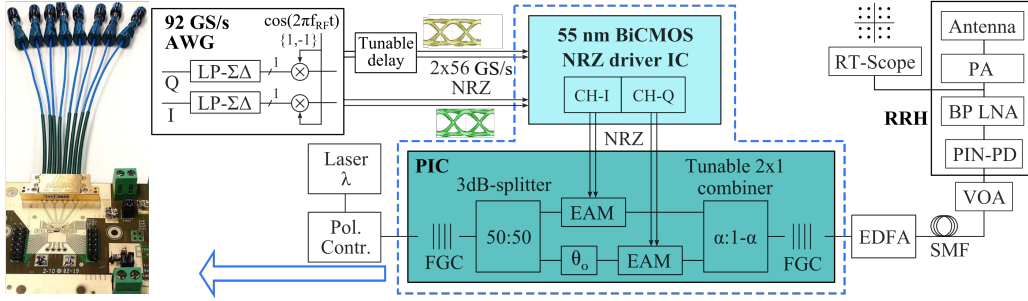 92 GS/s
AWG
cos(2πf_RF t)
{1,-1}
Q
LP-ΣΔ
1
I
LP-ΣΔ
1
Tunable
delay
2x56 GS/s
NRZ
55 nm BiCMOS
NRZ driver IC
CH-I
CH-Q
NRZ
RT-Scope
RRH
Antenna
PA
BP LNA
PIN-PD
VOA
SMF
EDFA
Laser
λ
Pol.
Contr.
PIC
3dB-splitter
Tunable 2x1
combiner
FGC
50:50
EAM
θo
EAM
α:1-α
FGC